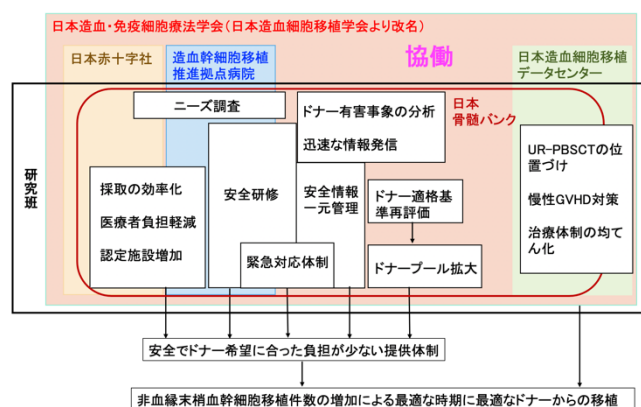 日本造血・免疫細胞療法学会（日本造血細胞移植学会より改名）
日本赤十字社
造血幹細胞移植
推進拠点病院
協働
日本造血細胞移植
データセンター
ニーズ調査
ドナー有害事象の分析
迅速な情報発信
日本
骨髄バンク
研究班
採取の効率化
医療者負担軽減
認定施設増加
安全研修
安全情報
一元管理
緊急対応体制
ドナー適格基
準再評価
ドナープール拡大
UR-PBSCTの位
置づけ
慢性GVHD対策
治療体制の均て
ん化
安全でドナー希望に合った負担が少ない提供体制
非血縁末梢血幹細胞移植件数の増加による最適な時期に最適なドナーからの移植